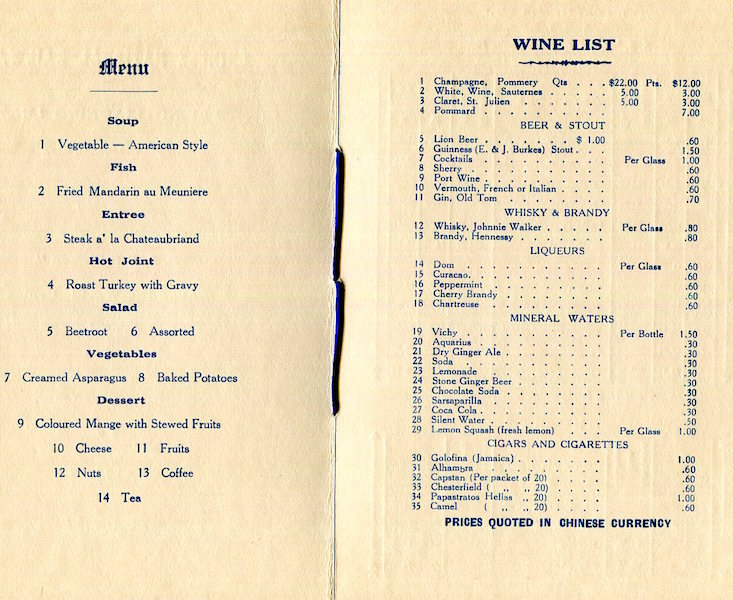 Menu
Soup
1 Vegetable — American Style
Fish
2 Fried Mandarin au Meuniere
Entree
3 Steak a' la Chateaubriand
Hot Joint
4 Roast Turkey with Gravy
Salad
5 Beetroot 6 Assorted
Vegetables
7 Creamed Asparagus 8 Baked Potatoes
Dessert
9 Coloured Mange with Stewed Fruits
10 Cheese 11 Fruits
12 Nuts 13 Coffee
14 Tea
WINE LIST
1 Champagne, Pommery Qts . . . $22.00 Pts. $12.00
2 White, Wine, Sauternes . . . . . 5.00 3.00
3 Claret, St. Julien . . . . . . . 5.00 3.00
4 Pommard . . . . . . . . . 7.00
BEER & STOUT
5 Lion Beer . . . . . . . $ 1.00 .60
6 Guinness (E. & J. Burkes) Stout . . . 1.50
7 Cocktails . . . . . . . . . Per Glass 1.00
8 Sherry . . . . . . . . . .60
9 Port Wine . . . . . . . . .60
10 Vermouth, French or Italian . . . . .60
11 Gin, Old Tom . . . . . . . .70
WHISKY & BRANDY
12 Whisky, Johnnie Walker . . . . . Per Glass .80
13 Brandy, Hennessy . . . . . . .80
LIQUEURS
14 Dom . . . . . . . . . Per Glass .60
15 Curacao. . . . . . . . . .60
16 Peppermint . . . . . . . . .60
17 Cherry Brandy . . . . . . . .60
18 Chartreuse . . . . . . . . .60
MINERAL WATERS
19 Vichy . . . . . . . . . Per Bottle 1.50
20 Aquarius . . . . . . . . .30
21 Dry Ginger Ale . . . . . . . .30
22 Soda . . . . . . . . . .30
23 Lemonade . . . . . . . . .30
24 Stone Ginger Beer . . . . . . .30
25 Chocolate Soda . . . . . . . .30
26 Sarsaparilla . . . . . . . . .30
27 Coca Cola . . . . . . . . .30
28 Silent Water . . . . . . . . .50
29 Lemon Squash (fresh lemon) . . . . Per Glass 1.00
CIGARS AND CIGARETTES
30 Golofina (Jamaica) . . . . . . 1.00
31 Alhambra . . . . . . . . .60
32 Capstan (Per packet of 20) . . . . .60
33 Chesterfield ( „ „ 20) . . . . .60
34 Papastratos Hellas „ 20) . . . . 1.00
35 Camel ( „ „ 20) . . . . .60
PRICES QUOTED IN CHINESE CURRENCY